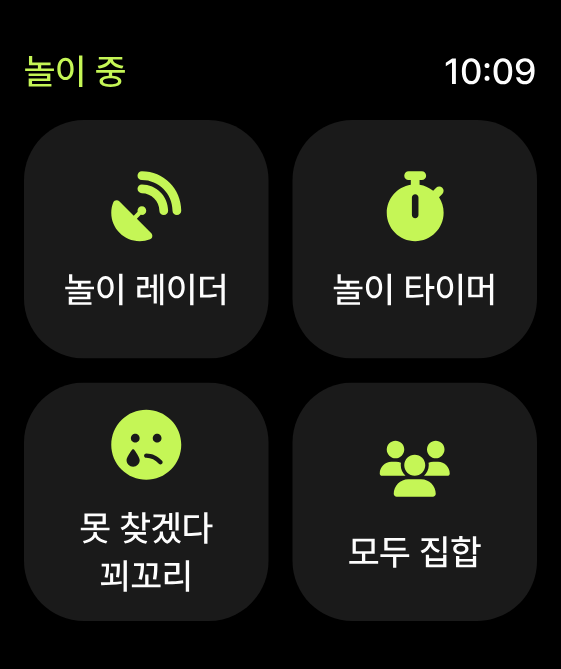 놀이 중 10:09
놀이 레이더
놀이 타이머
못 찾겠다
꾀꼬리
모두 집합